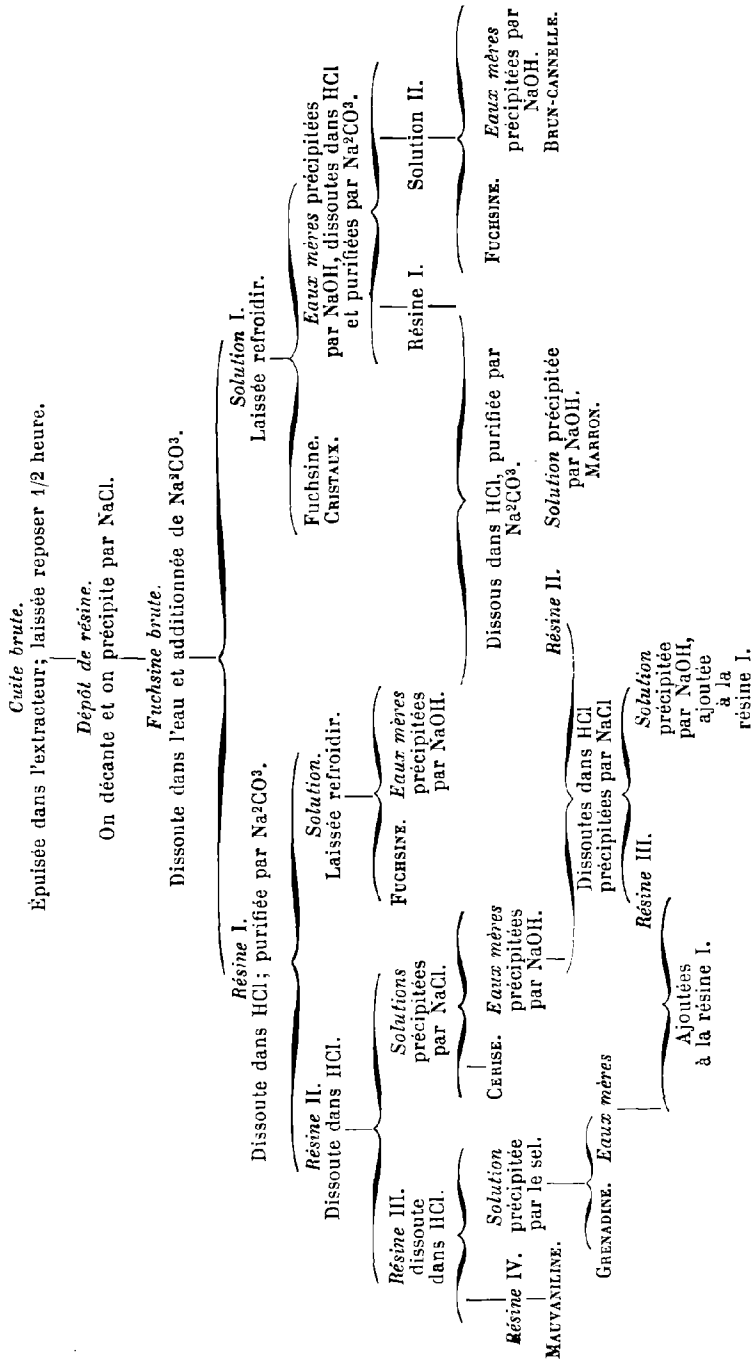 Cuite brute.
Épuisée dans l'extracteur; laissée reposer 1/2 heure.
Dépôt de résine.
On décante et on précipite par NaCl.
Fuchsine brute.
Dissoute dans l'eau et additionnée de Na²CO³.
Résine I.
Dissoute dans HCl; purifiée par Na²CO³.
Solution I.
Laissée refroidir.
Résine II.
Dissoute dans HCl.
Solution.
Laissée refroidir.
Fuchsine.
CRISTAUX.
Eaux mères précipitées
par NaOH, dissoutes dans HCl
et purifiées par Na²CO³.
Résine III.
dissoute
dans HCl.
Solutions
précipitées
par NaCl.
FUCHSINE.
Eaux mères
précipitées
par NaOH.
Résine I.
Solution II.
Résine IV.
MAUVANILINE.
Solution
précipitée
par le sel.
CERISE.
Eaux mères
précipitées
par NaOH.
Dissous dans HCl, purifiée par
Na²CO³.
FUCHSINE.
Eaux mères
précipitées par
NaOH.
BRUN-CANNELLE.
GRENADINE.
Eaux mères
Dissoutes dans HCl
précipitées par NaCl
Résine II.
Solution précipitée
par NaOH.
MARRON.
Ajoutées
à la résine I.
Résine III.
Solution
précipitée
par NaOH,
ajoutée
à la
résine I.